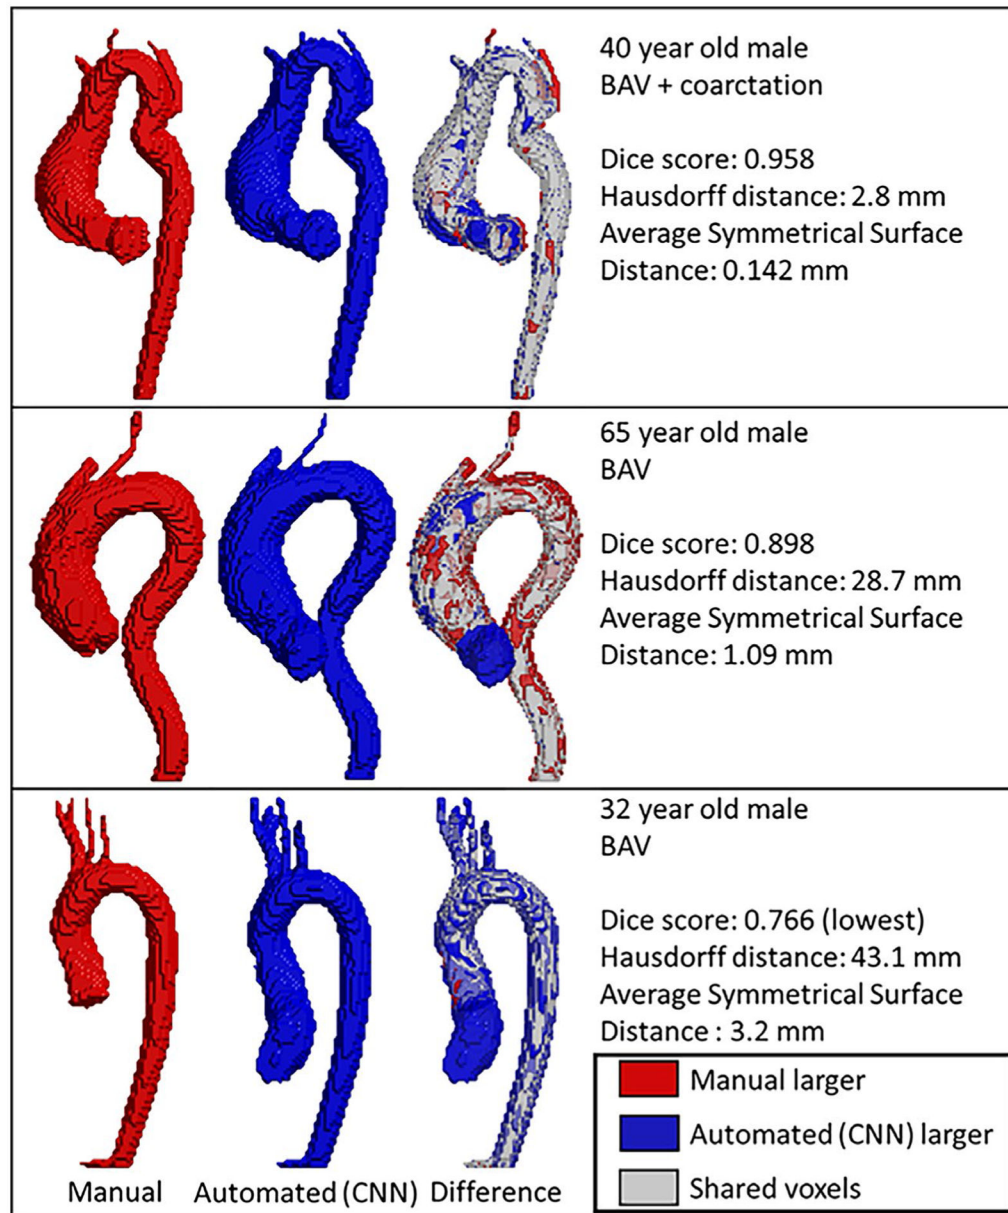 40 year old male
BAV + coarctation
Dice score: 0.958
Hausdorff distance: 2.8 mm
Average Symmetrical Surface
Distance: 0.142 mm
65 year old male
BAV
Dice score: 0.898
Hausdorff distance: 28.7 mm
Average Symmetrical Surface
Distance: 1.09 mm
32 year old male
BAV
Dice score: 0.766 (lowest)
Hausdorff distance: 43.1 mm
Average Symmetrical Surface
Distance : 3.2 mm
Manual larger
Automated (CNN) larger
Shared voxels
Manual
Automated (CNN)
Difference